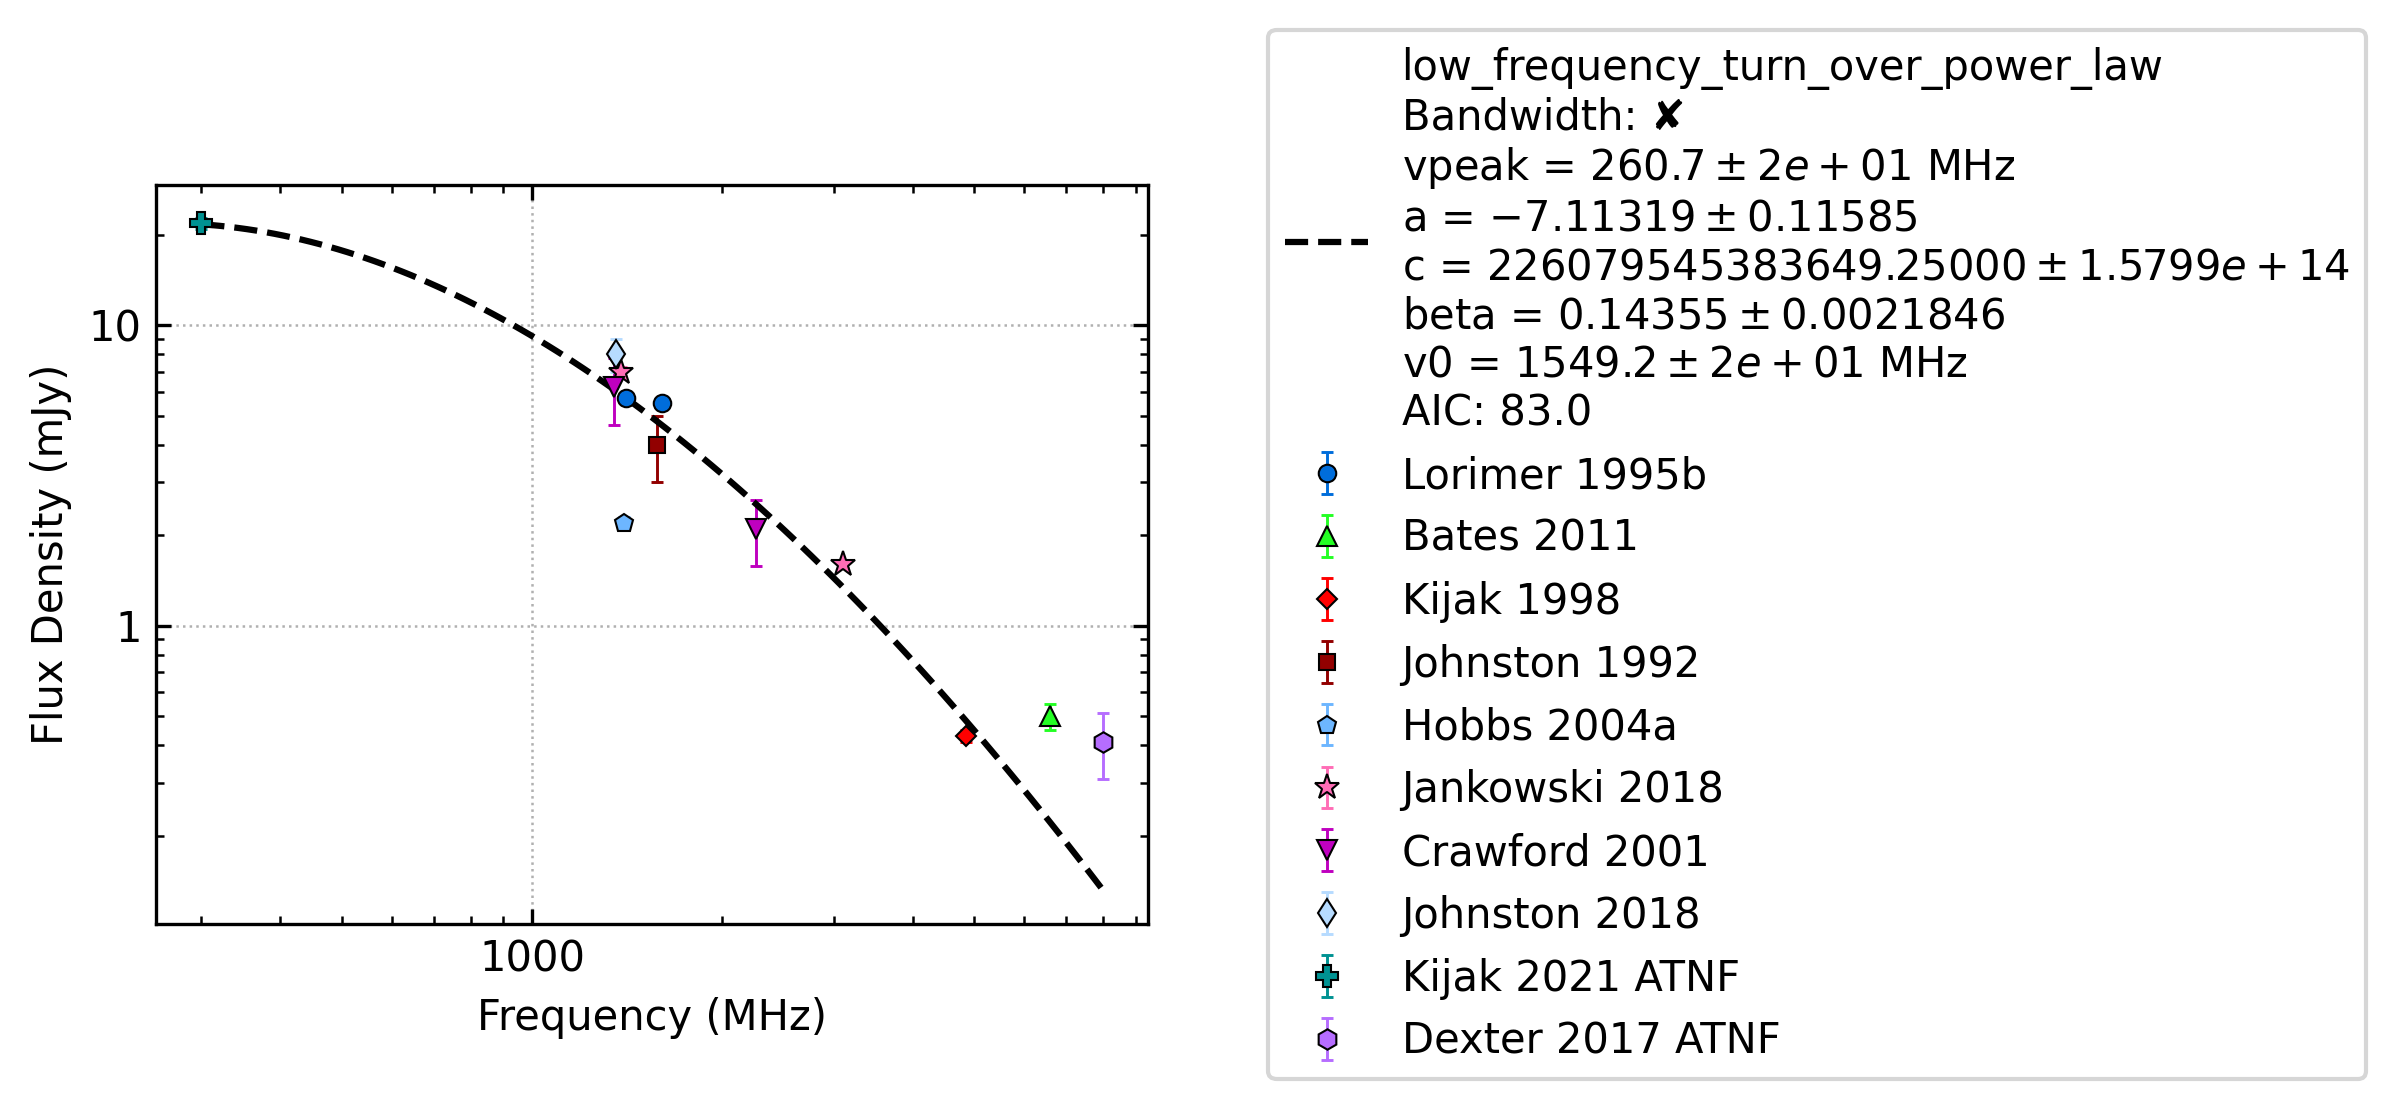 10
1
Flux Density (mJy)
1000
Frequency (MHz)
low_frequency_turn_over_power_law
Bandwidth: ✘
vpeak = 260.7 ± 2e + 01 MHz
a = −7.11319 ± 0.11585
c = 226079545383649.25000 ± 1.5799e + 14
beta = 0.14355 ± 0.0021846
v0 = 1549.2 ± 2e + 01 MHz
AIC: 83.0
Lorimer 1995b
Bates 2011
Kijak 1998
Johnston 1992
Hobbs 2004a
Jankowski 2018
Crawford 2001
Johnston 2018
Kijak 2021 ATNF
Dexter 2017 ATNF